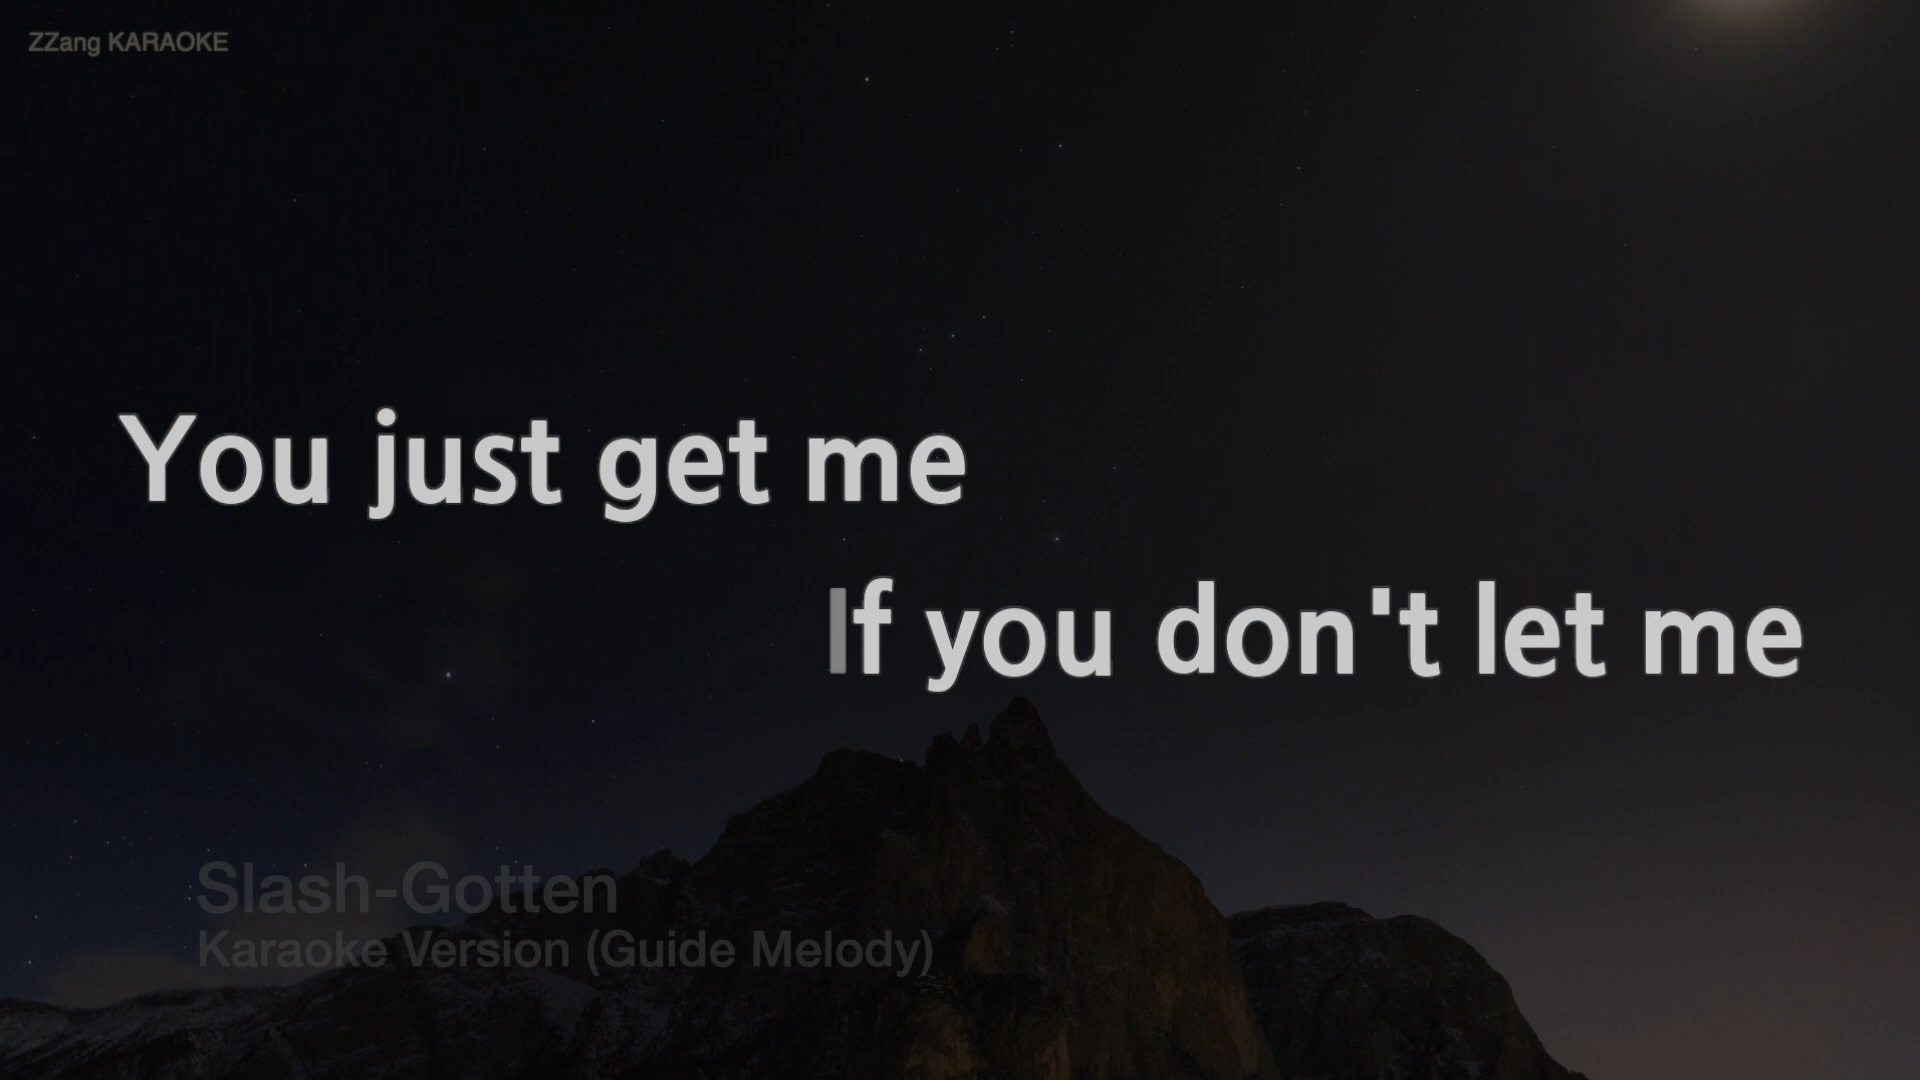 ZZang KARAOKE
You just get me
If you don't let me
Slash-Gotten
Karaoke Version (Guide Melody)